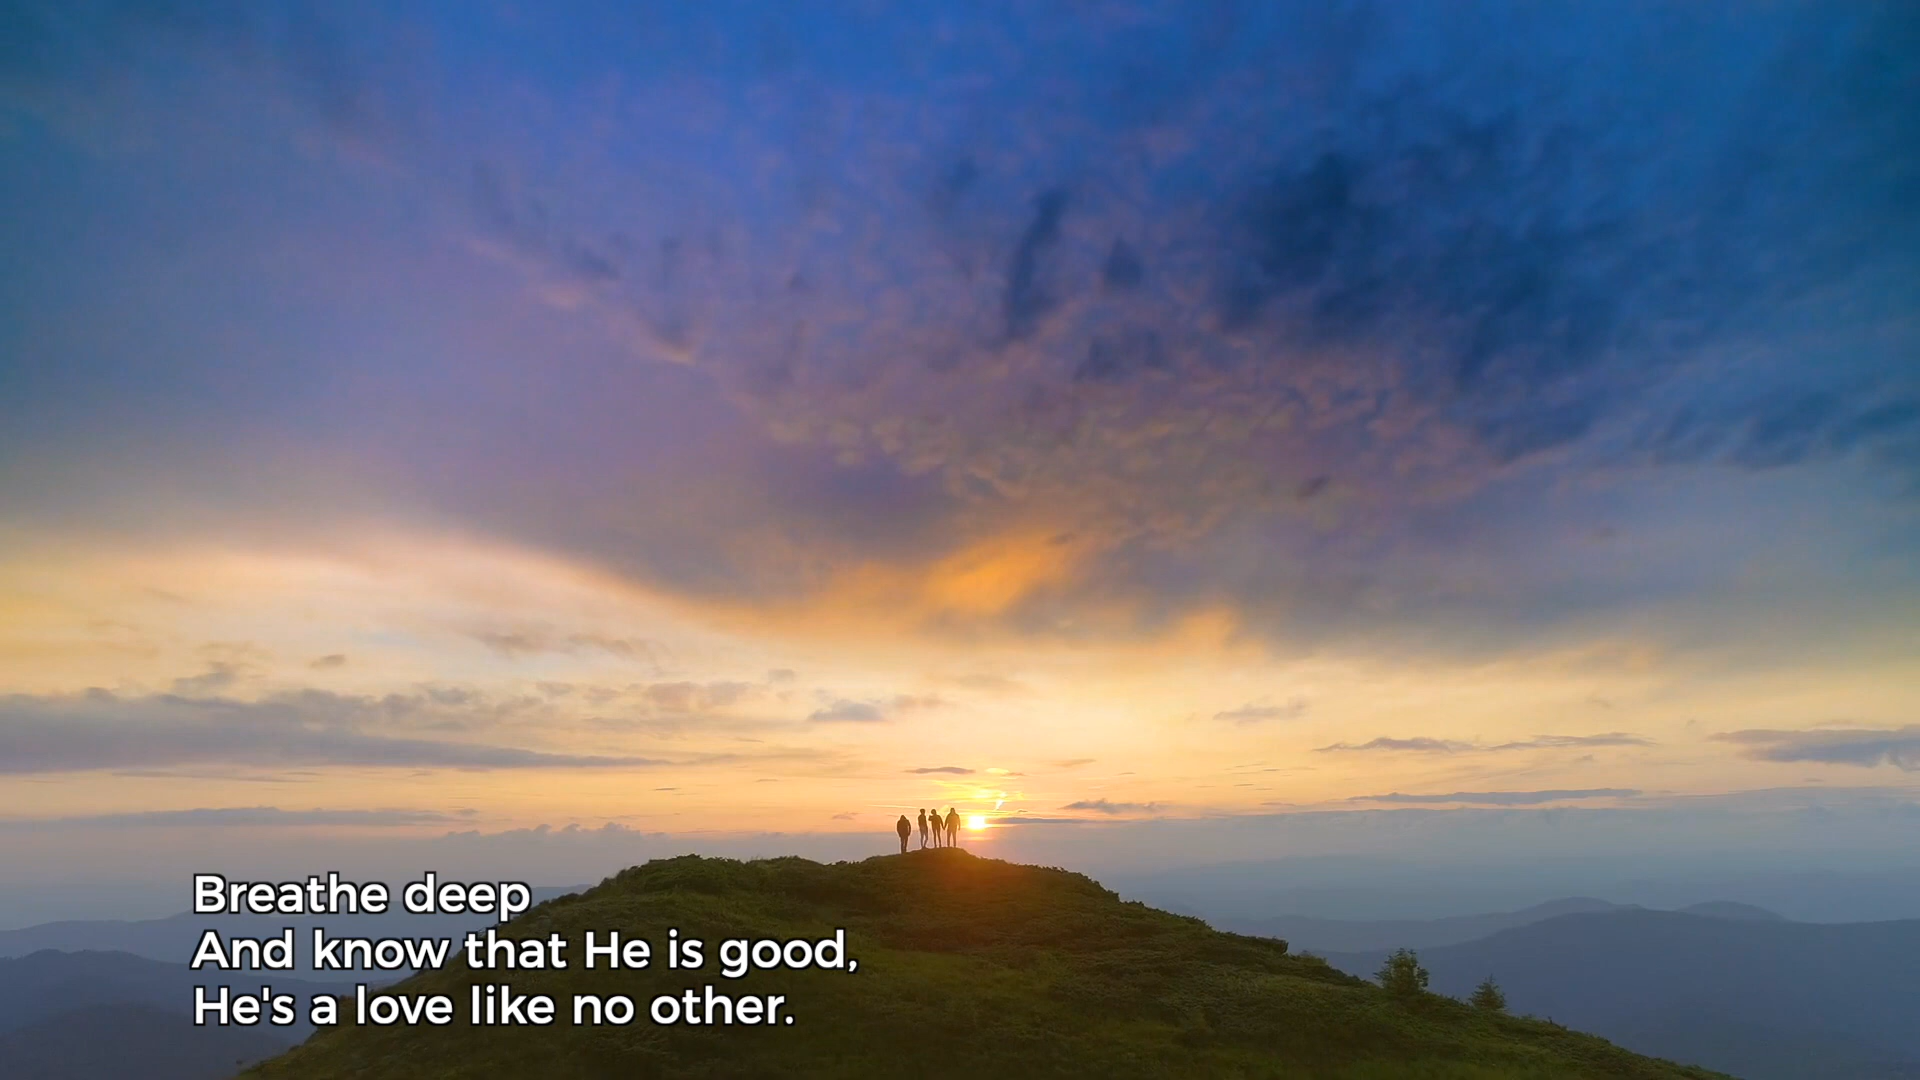 Breathe deep
And know that He is good,
He's a love like no other.